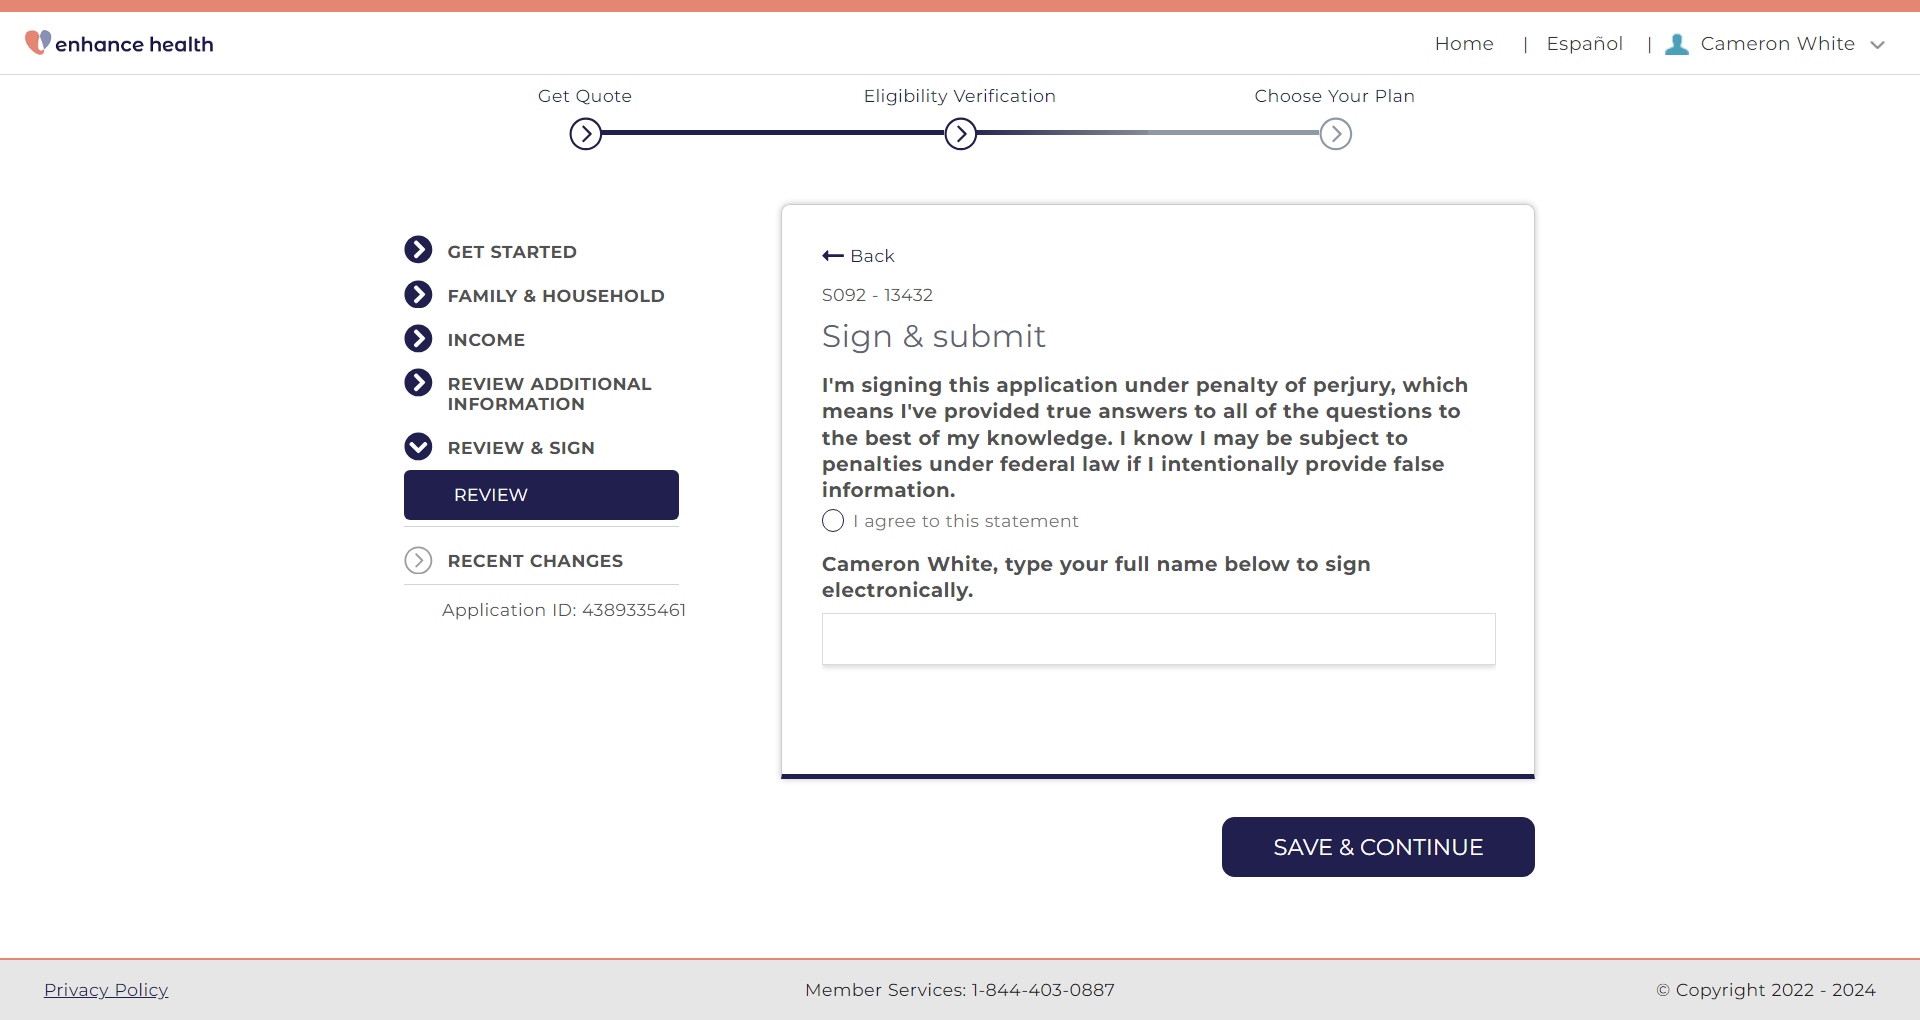 enhance health
Home | Español | Cameron White
Get Quote
Eligibility Verification
Choose Your Plan
GET STARTED
FAMILY & HOUSEHOLD
INCOME
REVIEW ADDITIONAL
INFORMATION
REVIEW & SIGN
REVIEW
RECENT CHANGES
Application ID: 4389335461
Back
S092 - 13432
Sign & submit
I'm signing this application under penalty of perjury, which
means I've provided true answers to all of the questions to
the best of my knowledge. I know I may be subject to
penalties under federal law if I intentionally provide false
information.
I agree to this statement
Cameron White, type your full name below to sign
electronically.
SAVE & CONTINUE
Privacy Policy
Member Services: 1-844-403-0887
© Copyright 2022 - 2024